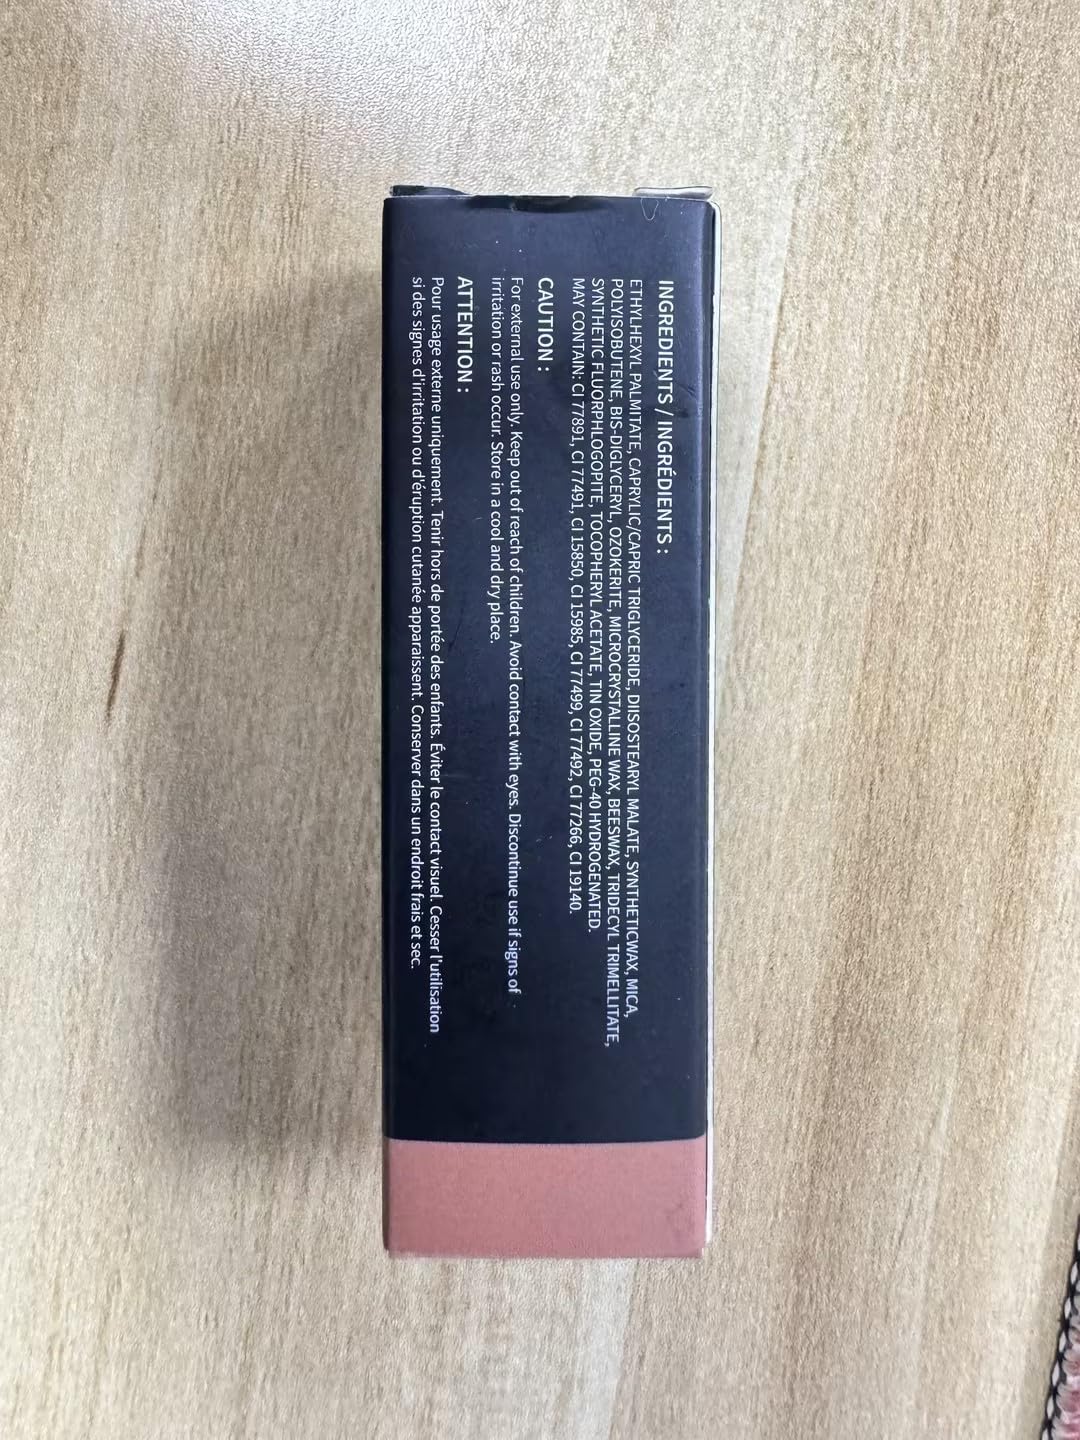 INGREDIENTS / INGRÉDIENTS :
ETHYLHEXYL PALMITATE, CAPRYLIC/CAPRIC TRIGLYCERIDE, DIISOSTEARYL MALATE, SYNTHETICWAX, MICA,
POLYISOBUTENE, BIS-DIGLYCERYL, OZOKERITE, MICROCRYSTALLINE WAX, BEESWAX, TRIDECYL TRIMELLITATE,
SYNTHETIC FLUORPHLOGOPITE, TOCOPHERYL ACETATE, TIN OXIDE, PEG-40 HYDROGENATED.
MAY CONTAIN: CI 77891, CI 77491, CI 15850, CI 15985, CI 77499, CI 77492, CI 77266, CI 19140.
CAUTION :
For external use only. Keep out of reach of children. Avoid contact with eyes. Discontinue use if signs of
irritation or rash occur. Store in a cool and dry place.
ATTENTION :
Pour usage externe uniquement. Tenir hors de portée des enfants. Éviter le contact visuel. Cesser l'utilisation
si des signes d'irritation ou d'éruption cutanée apparaissent. Conserver dans un endroit frais et sec.